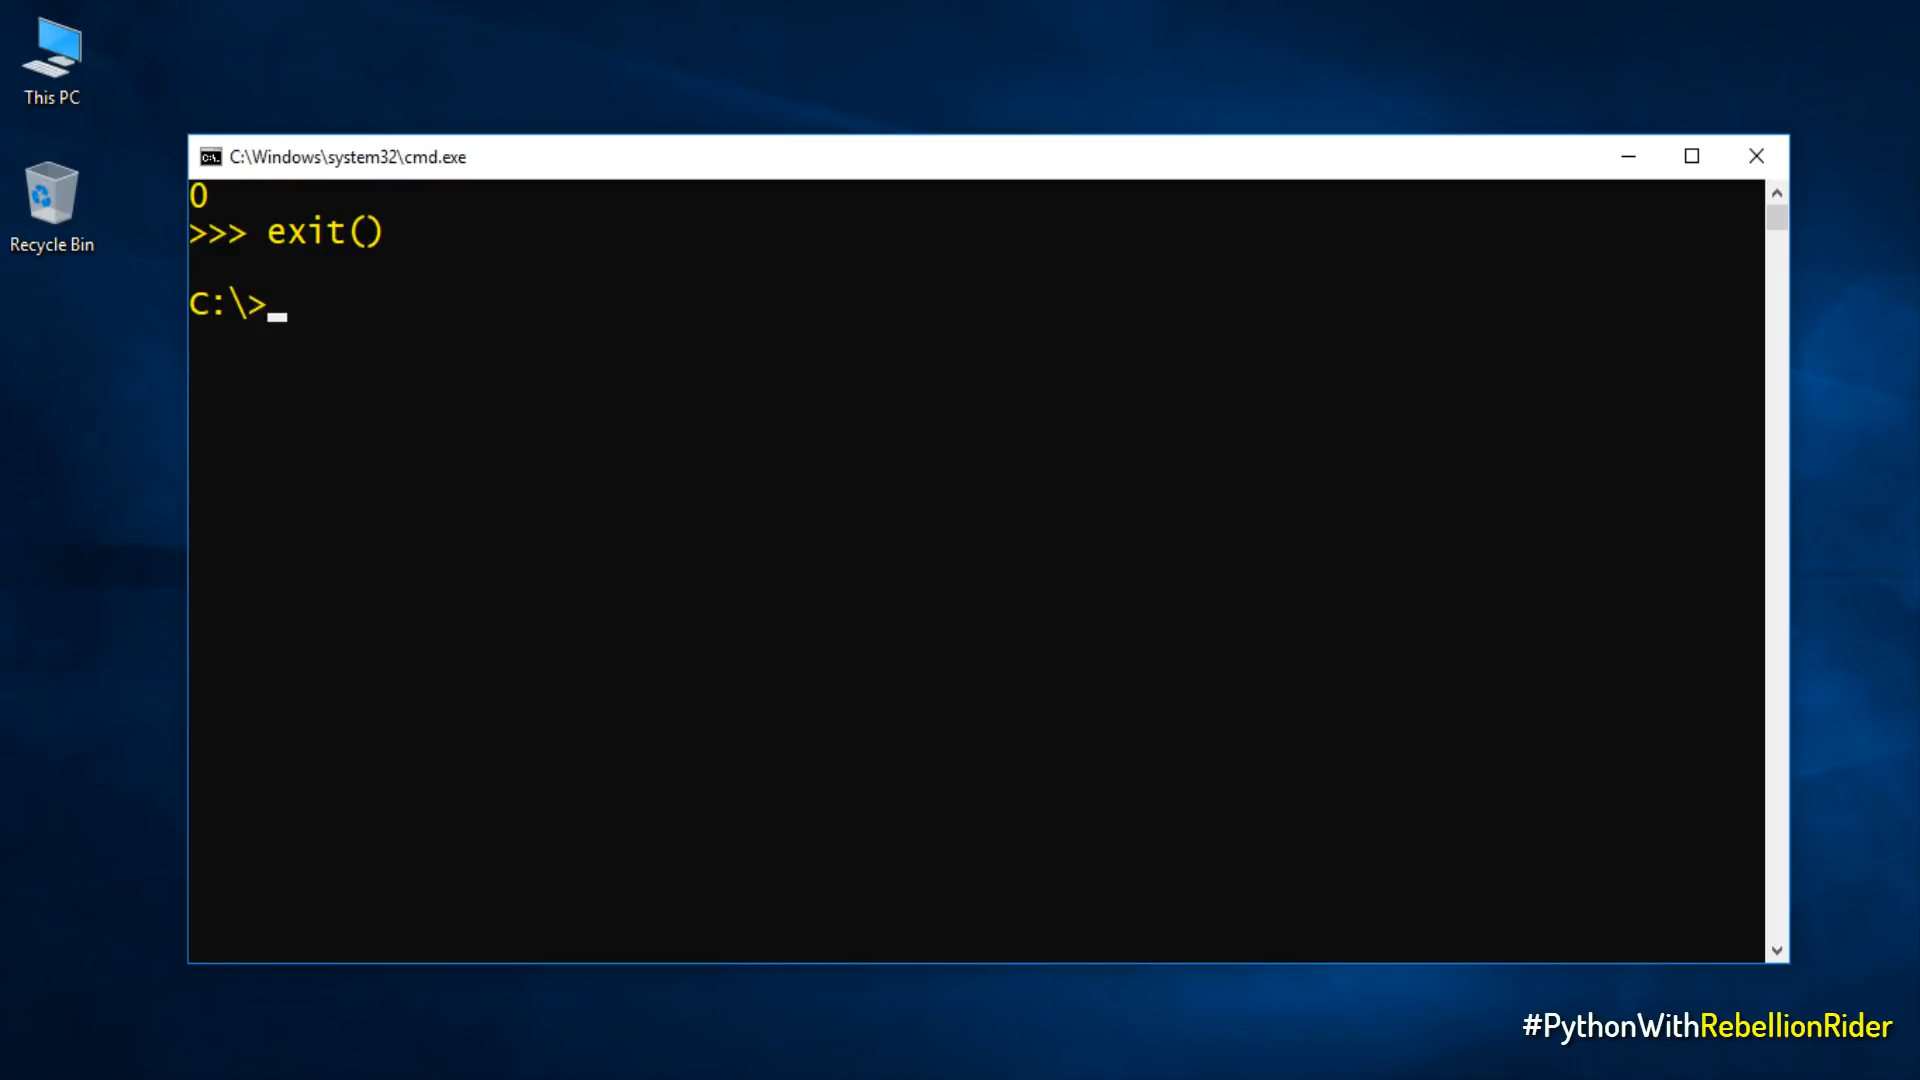 This PC
Recycle Bin
C:\Windows\system32\cmd.exe
0
>>> exit()
C:\>
#PythonWithRebellionRider